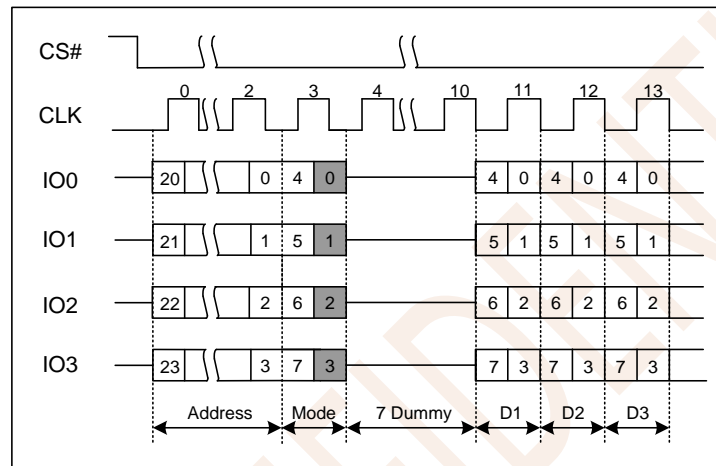 CS#
0 2 3 4 10 11 12 13
CLK
IO0 20 0 4 0 4 0 4 0 4 0
IO1 21 1 5 1 5 1 5 1 5 1
IO2 22 2 6 2 6 2 6 2 6 2
IO3 23 3 7 3 7 3 7 3 7 3
Address Mode 7 Dummy D1 D2 D3